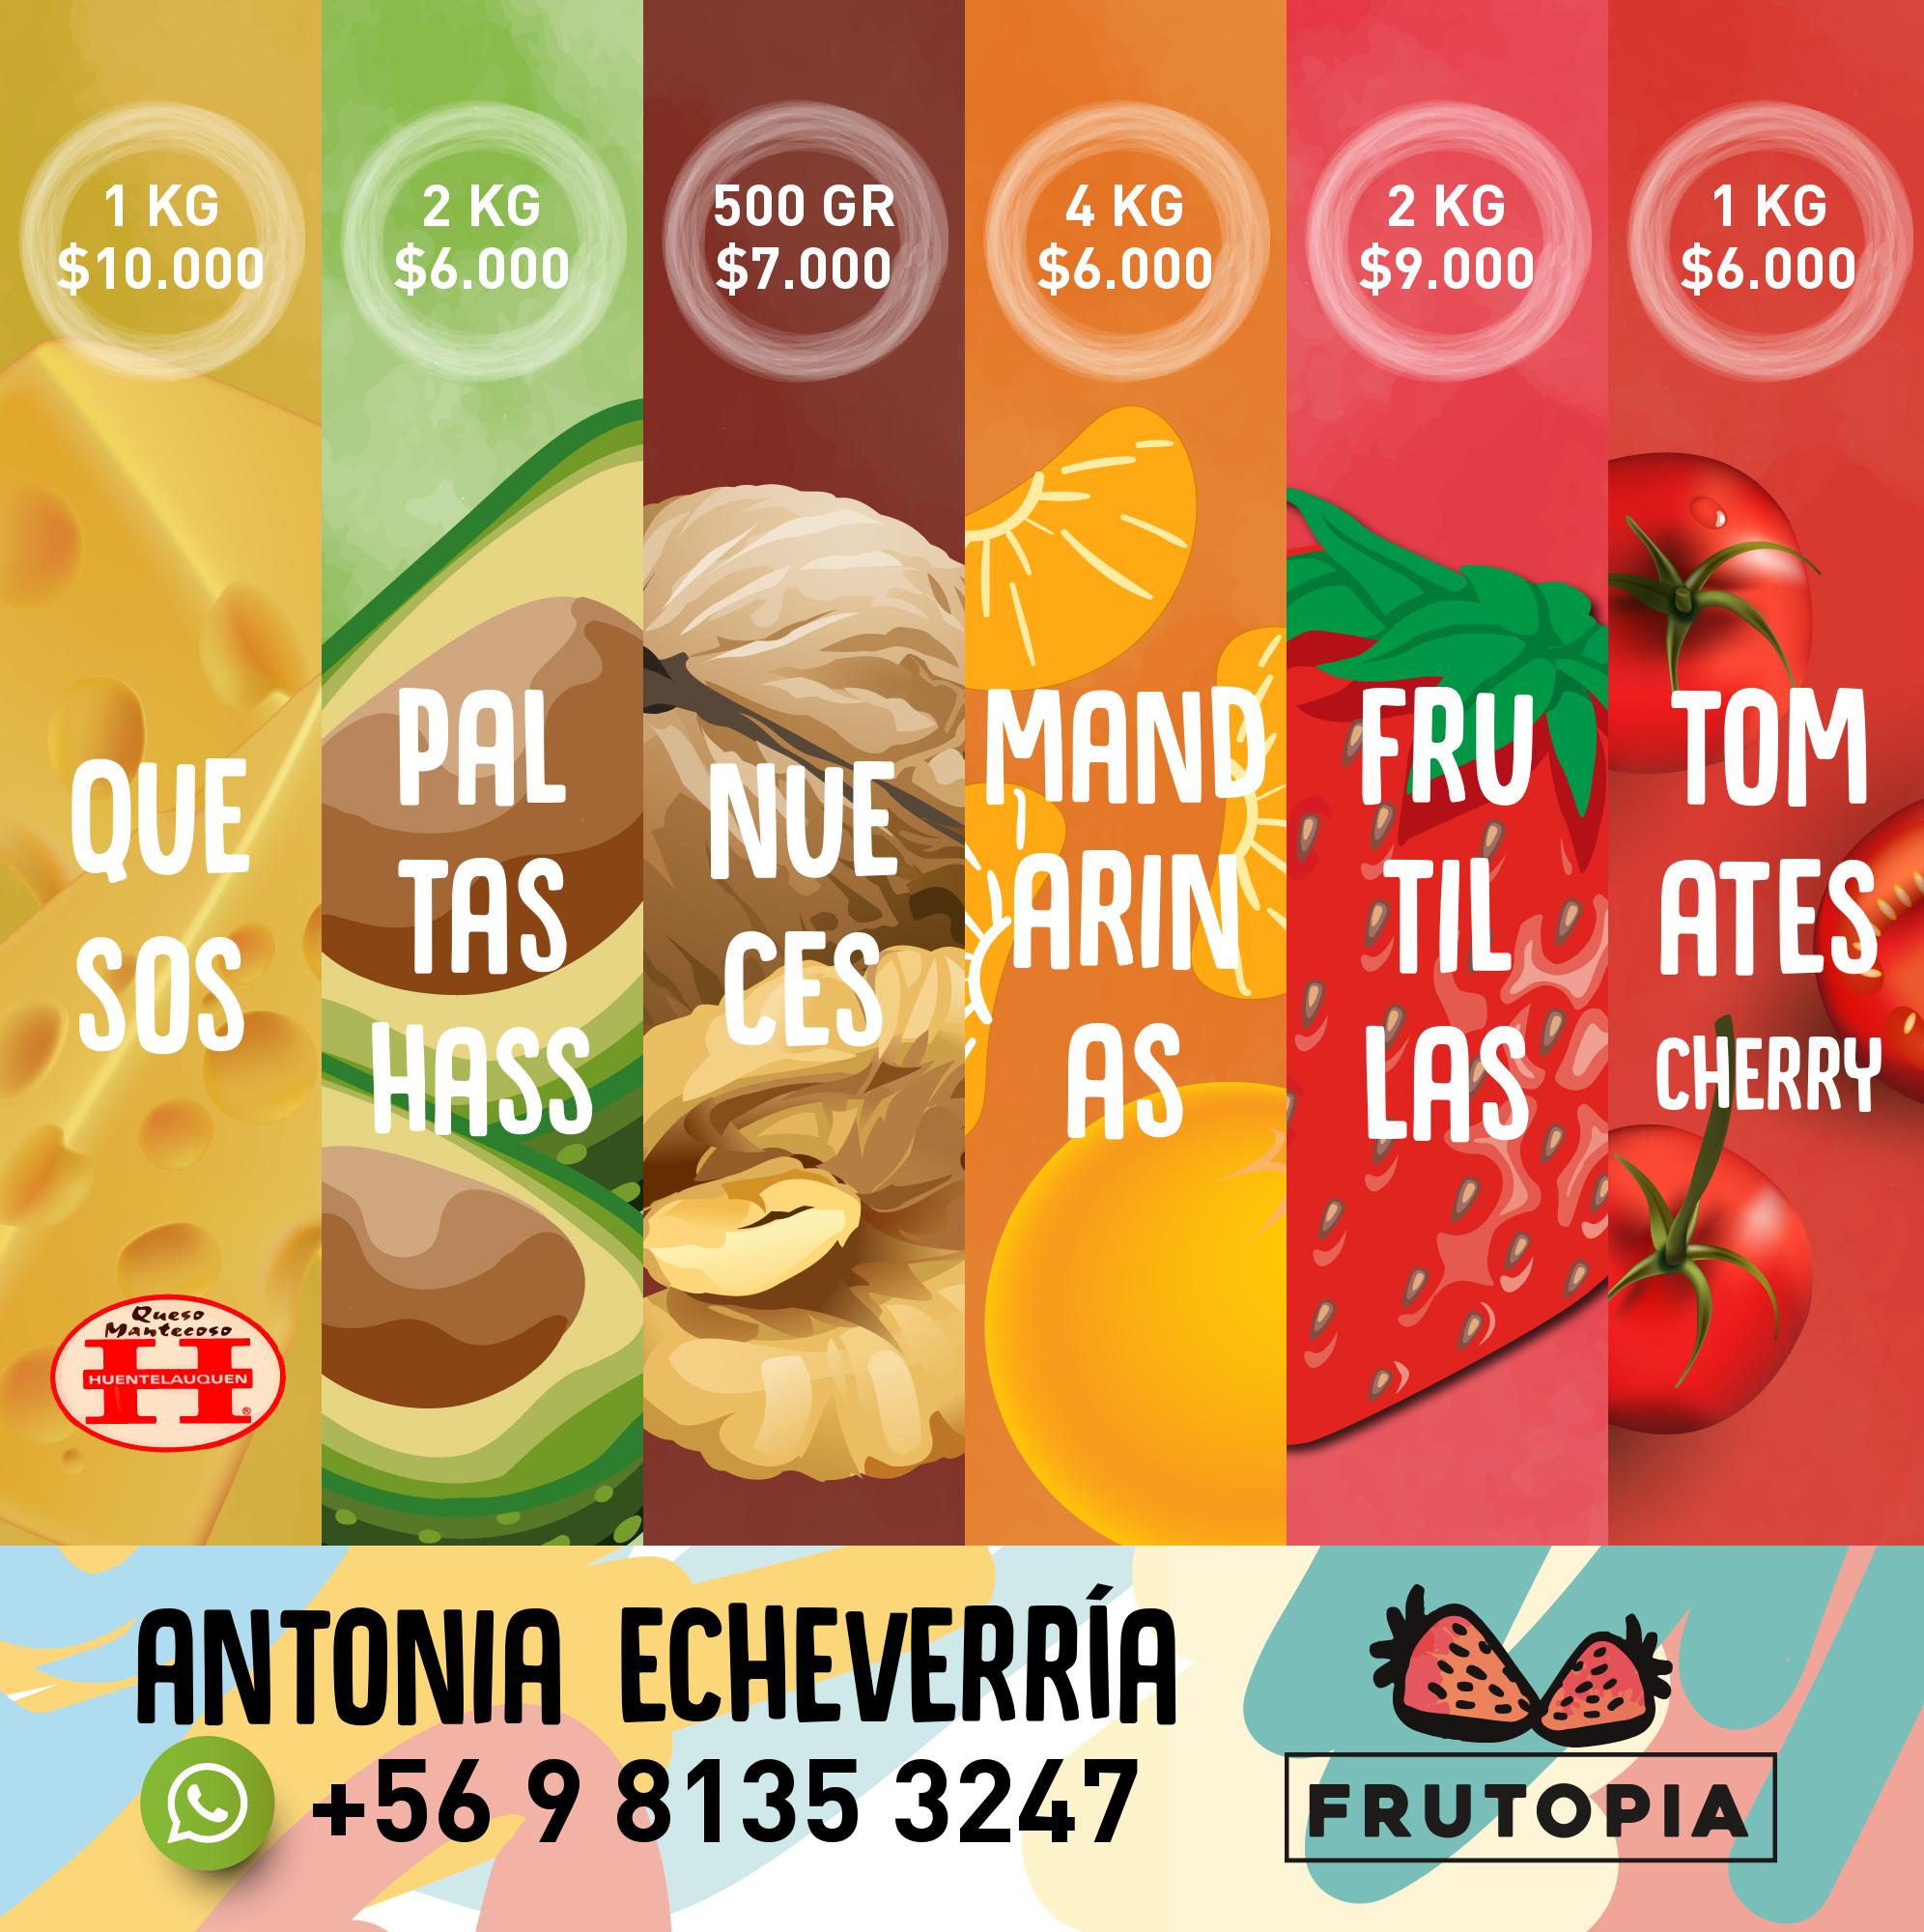 1 KG
$10.000
QUE
SOS
Queso
Mantecoso
H
HUENTELAUQUEN
®
2 KG
$6.000
PAL
TAS
HASS
500 GR
$7.000
NUE
CES
4 KG
$6.000
MAND
ARIN
AS
2 KG
$9.000
FRU
TIL
LAS
1 KG
$6.000
TOM
ATES
CHERRY
ANTONIA ECHEVERRÍA
+56 9 8135 3247
FRUTOPIA